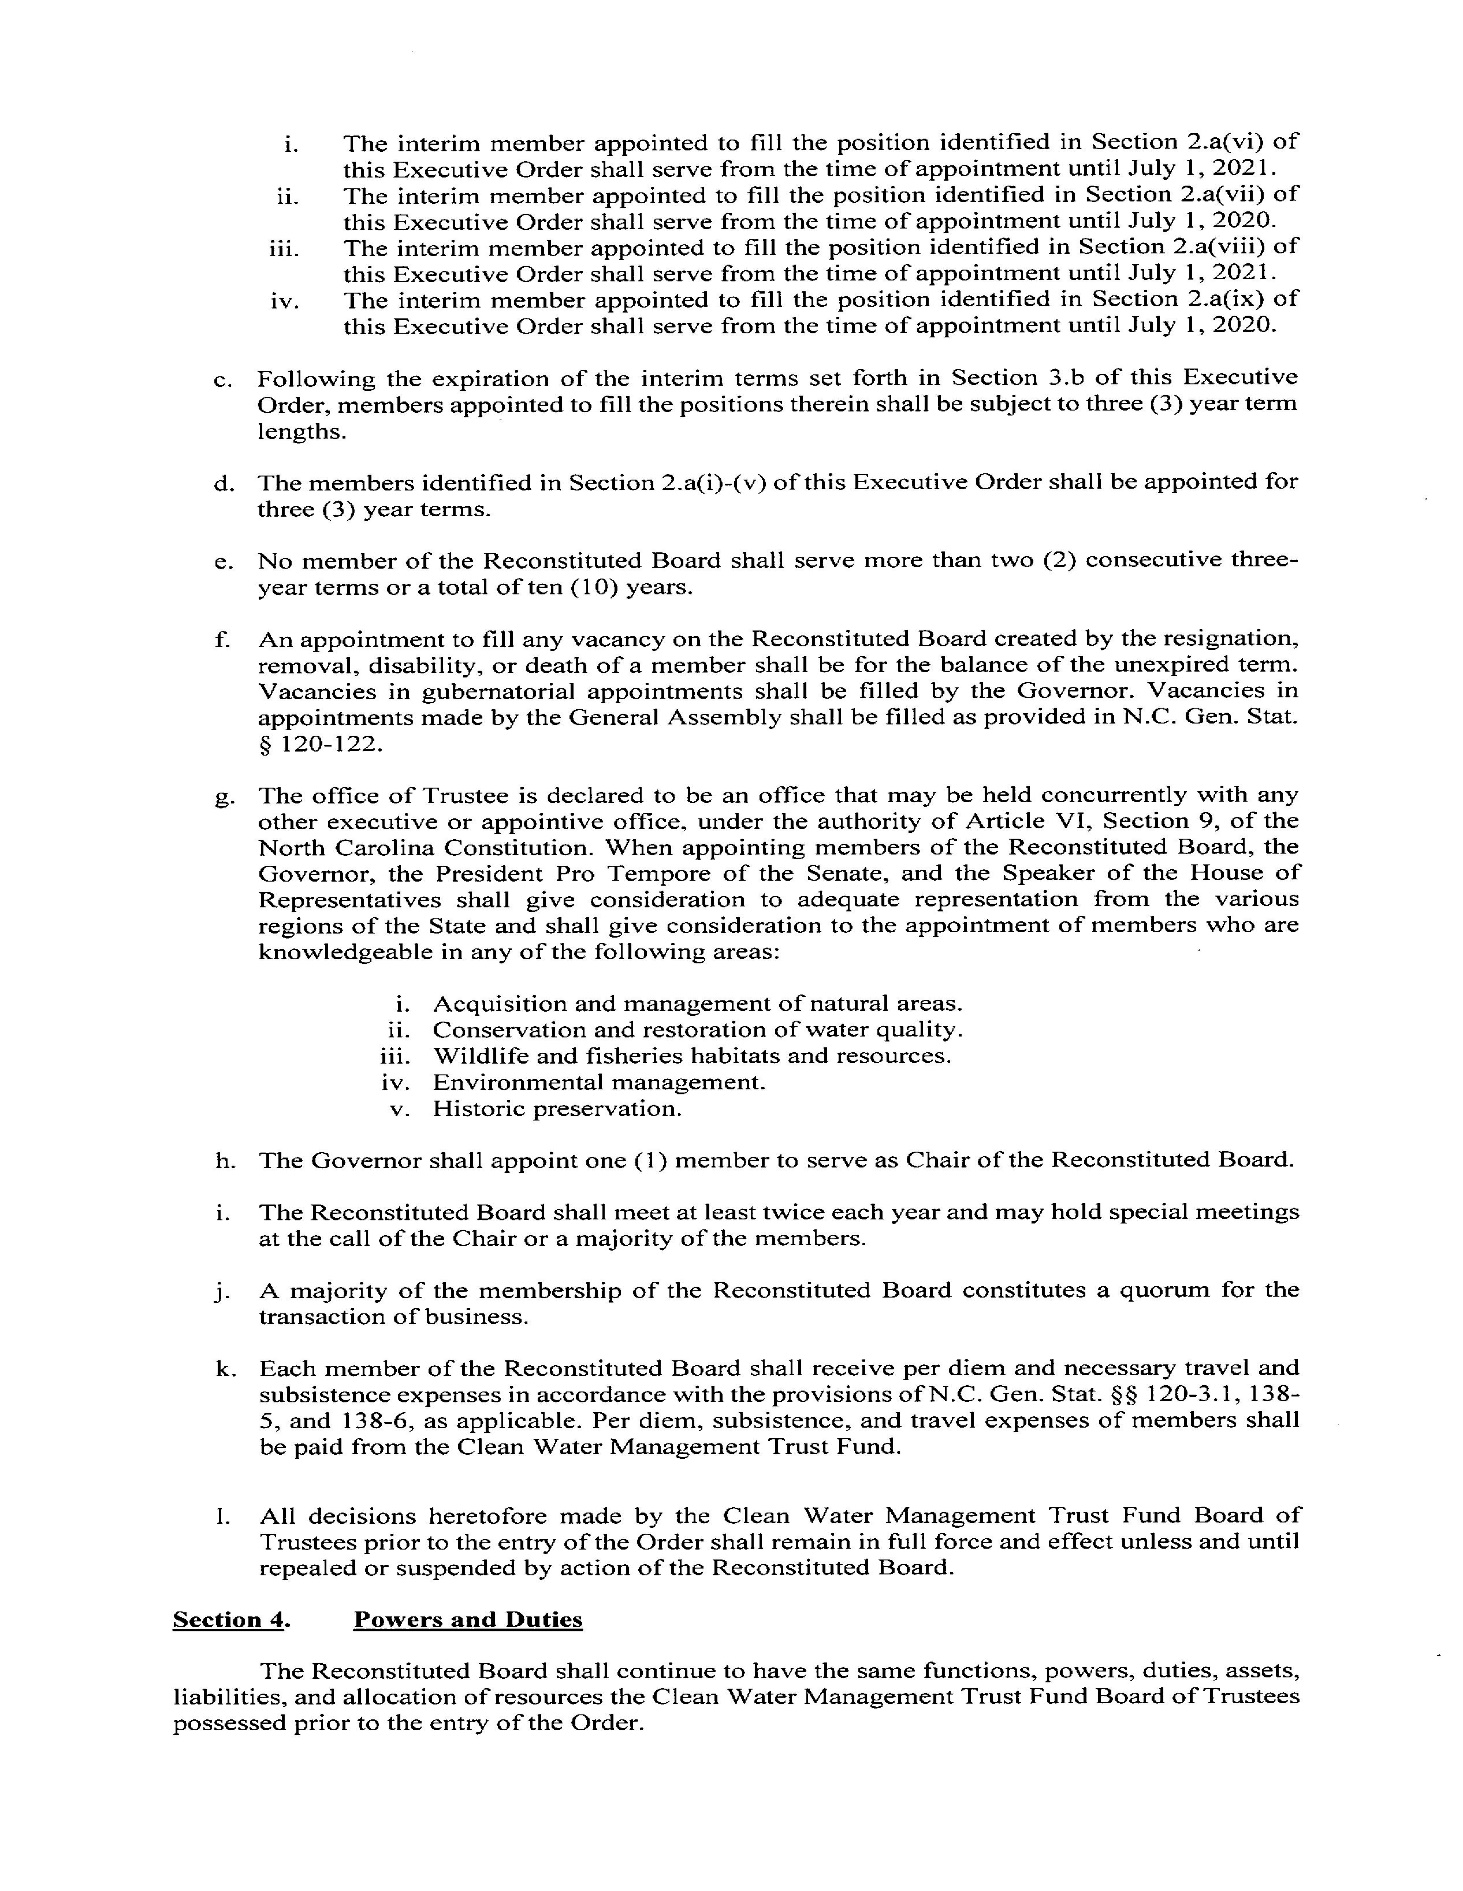 i. The interim member appointed to fill the position identified in Section 2.a(vi) of
this Executive Order shall serve from the time of appointment until July 1, 2021.
ii. The interim member appointed to fill the position identified in Section 2.a(vii) of
this Executive Order shall serve from the time of appointment until July 1, 2020.
iii. The interim member appointed to fill the position identified in Section 2.a(viii) of
this Executive Order shall serve from the time of appointment until July 1, 2021.
iv. The interim member appointed to fill the position identified in Section 2.a(ix) of
this Executive Order shall serve from the time of appointment until July 1, 2020.
c. Following the expiration of the interim terms set forth in Section 3.b of this Executive
Order, members appointed to fill the positions therein shall be subject to three (3) year term
lengths.
d. The members identified in Section 2.a(i)-(v) of this Executive Order shall be appointed for
three (3) year terms.
e. No member of the Reconstituted Board shall serve more than two (2) consecutive three-
year terms or a total of ten (10) years.
f. An appointment to fill any vacancy on the Reconstituted Board created by the resignation,
removal, disability, or death of a member shall be for the balance of the unexpired term.
Vacancies in gubernatorial appointments shall be filled by the Governor. Vacancies in
appointments made by the General Assembly shall be filled as provided in N.C. Gen. Stat.
§ 120-122.
g. The office of Trustee is declared to be an office that may be held concurrently with any
other executive or appointive office, under the authority of Article VI, Section 9, of the
North Carolina Constitution. When appointing members of the Reconstituted Board, the
Governor, the President Pro Tempore of the Senate, and the Speaker of the House of
Representatives shall give consideration to adequate representation from the various
regions of the State and shall give consideration to the appointment of members who are
knowledgeable in any of the following areas:
i. Acquisition and management of natural areas.
ii. Conservation and restoration of water quality.
iii. Wildlife and fisheries habitats and resources.
iv. Environmental management.
v. Historic preservation.
h. The Governor shall appoint one (1) member to serve as Chair of the Reconstituted Board.
i. The Reconstituted Board shall meet at least twice each year and may hold special meetings
at the call of the Chair or a majority of the members.
j. A majority of the membership of the Reconstituted Board constitutes a quorum for the
transaction of business.
k. Each member of the Reconstituted Board shall receive per diem and necessary travel and
subsistence expenses in accordance with the provisions of N.C. Gen. Stat. §§ 120-3.1, 138-
5, and 138-6, as applicable. Per diem, subsistence, and travel expenses of members shall
be paid from the Clean Water Management Trust Fund.
l. All decisions heretofore made by the Clean Water Management Trust Fund Board of
Trustees prior to the entry of the Order shall remain in full force and effect unless and until
repealed or suspended by action of the Reconstituted Board.
Section 4. Powers and Duties
The Reconstituted Board shall continue to have the same functions, powers, duties, assets,
liabilities, and allocation of resources the Clean Water Management Trust Fund Board of Trustees
possessed prior to the entry of the Order.